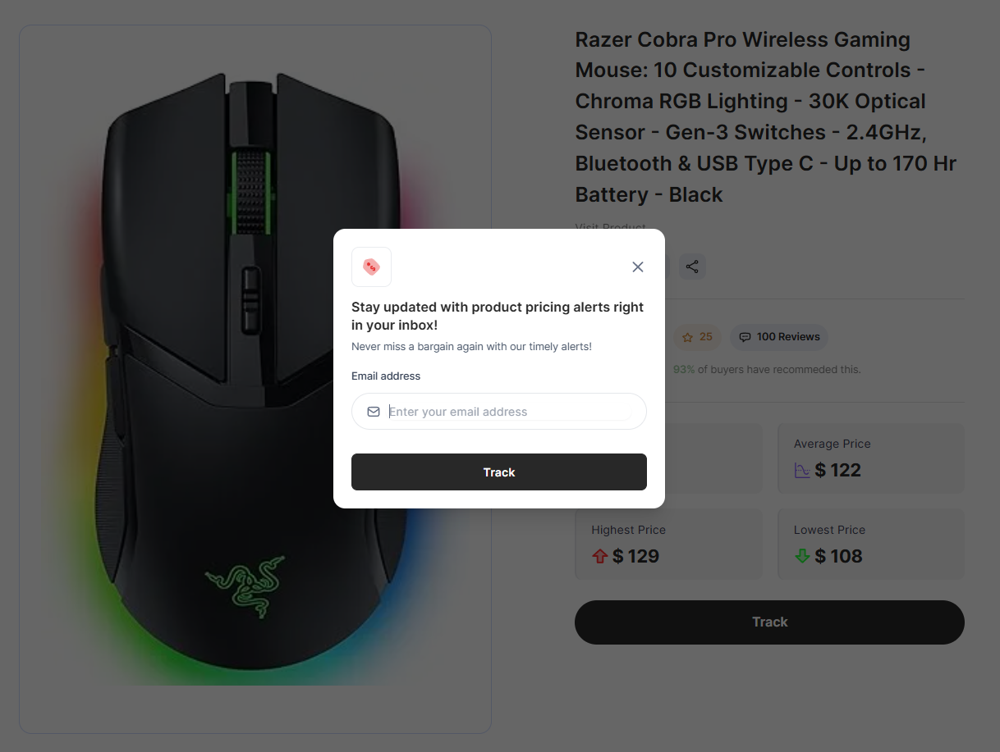 Razer Cobra Pro Wireless Gaming
Mouse: 10 Customizable Controls -
Chroma RGB Lighting - 30K Optical
Sensor - Gen-3 Switches - 2.4GHz,
Bluetooth & USB Type C - Up to 170 Hr
Battery - Black
Visit Product
Stay updated with product pricing alerts right
in your inbox!
Never miss a bargain again with our timely alerts!
Email address
Enter your email address
Track
25
100 Reviews
93% of buyers have recommeded this.
Average Price
$ 122
Highest Price
$ 129
Lowest Price
$ 108
Track